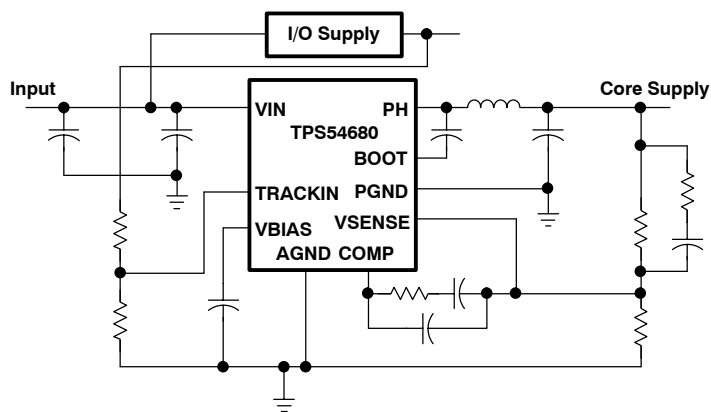 I/O Supply
Input
Core Supply
VIN
PH
TPS54680
BOOT
TRACKIN
PGND
VSENSE
VBIAS
AGND COMP